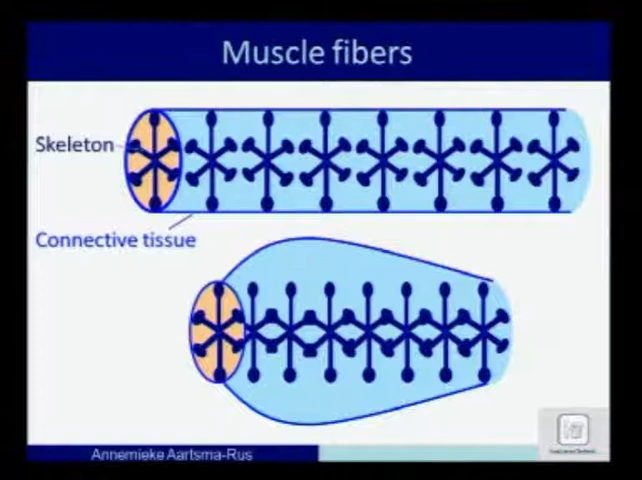 Muscle fibers
Skeleton
Connective tissue
Annemieke Aartsma-Rus